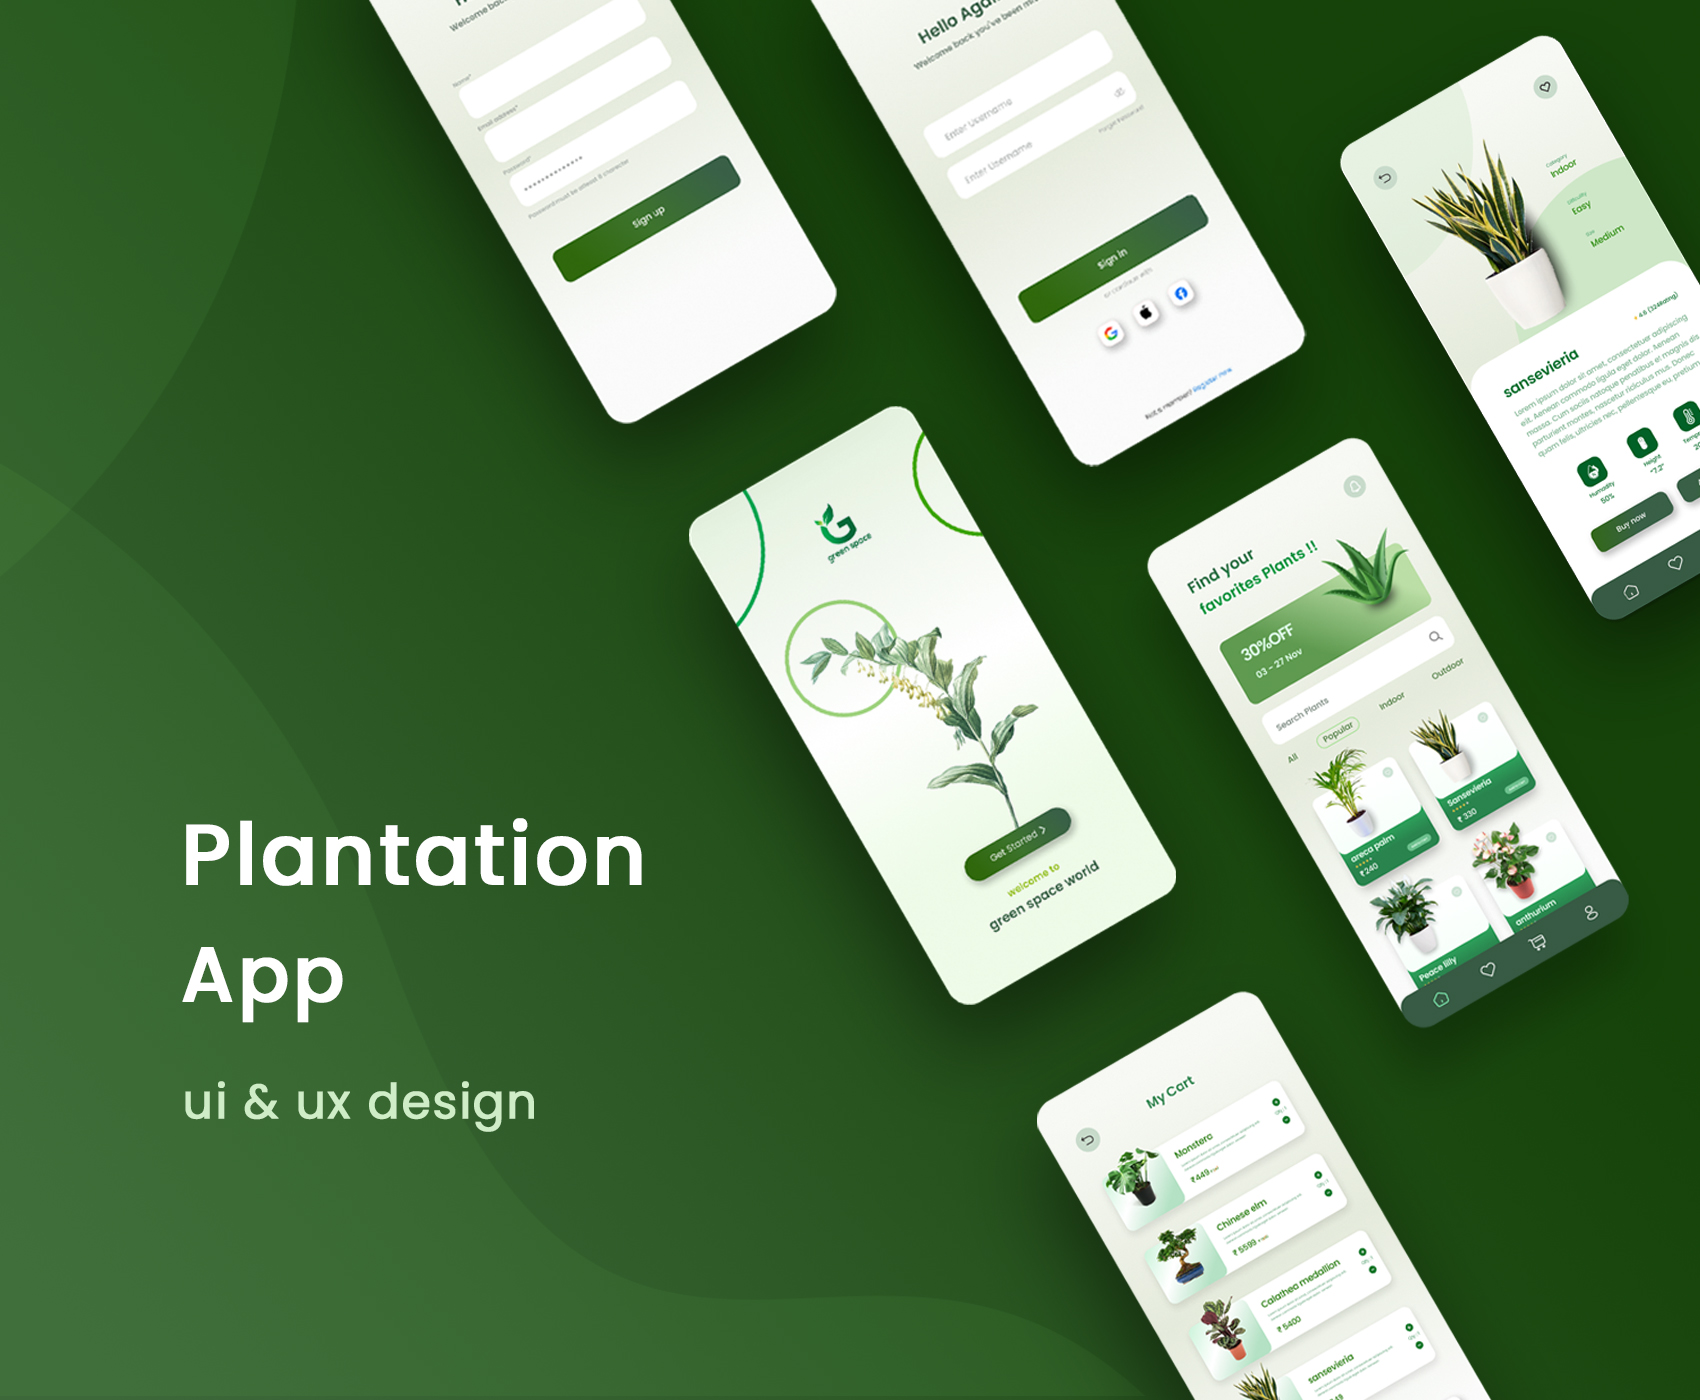 Plantation
App
ui & ux design
Welcome back
Name*
Email address*
Password*
Password must be atleast 8 character
Sign up
Hello Again
Welcome back you've been
Enter Username
Enter Username
Forget Password
Sign In
or continue with
Not a member? Register now
Category
Indoor
Difficulty
Easy
Size
Medium
4.6 (324Rating)
sansevieria
Lorem ipsum dolor sit amet, consectetuer adipiscing
elit. Aenean commodo ligula eget dolor. Aenean
massa. Cum sociis natoque penatibus et magnis dis
parturient montes, nascetur ridiculus mus. Donec
quam felis, ultricies nec, pellentesque eu, pretium
Humidity
50%
Height
~7.2"
Buy now
green space
Get Started
welcome to
green space world
Find your
favorites Plants !!
30%OFF
03 – 27 Nov
Search Plants
All
Popular
Indoor
Outdoor
areca palm
₹240
Sansevieria
₹ 330
Peace lilly
anthurium
My Cart
Monstera
₹449
Chinese elm
₹ 5599
Calathea medallion
₹ 5400
sansevieria